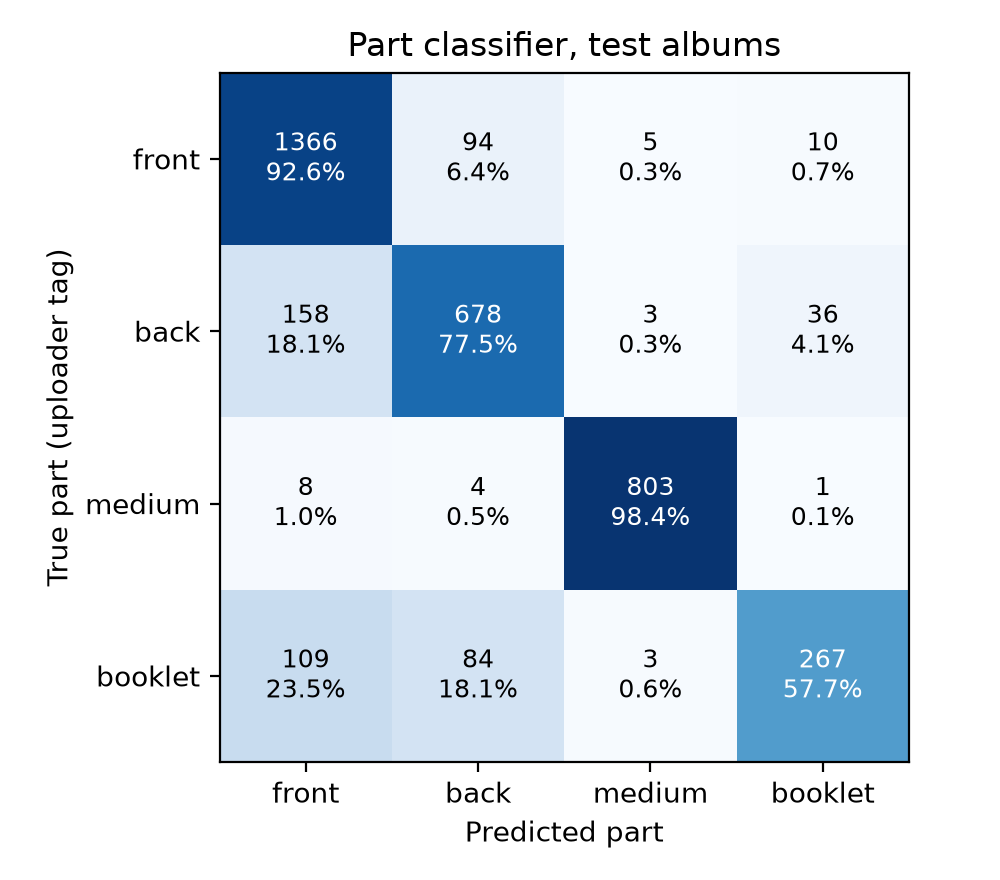 Part classifier, test albums
True part (uploader tag)
front
1366
92.6%
94
6.4%
5
0.3%
10
0.7%
back
158
18.1%
678
77.5%
3
0.3%
36
4.1%
medium
8
1.0%
4
0.5%
803
98.4%
1
0.1%
booklet
109
23.5%
84
18.1%
3
0.6%
267
57.7%
front
back
medium
booklet
Predicted part